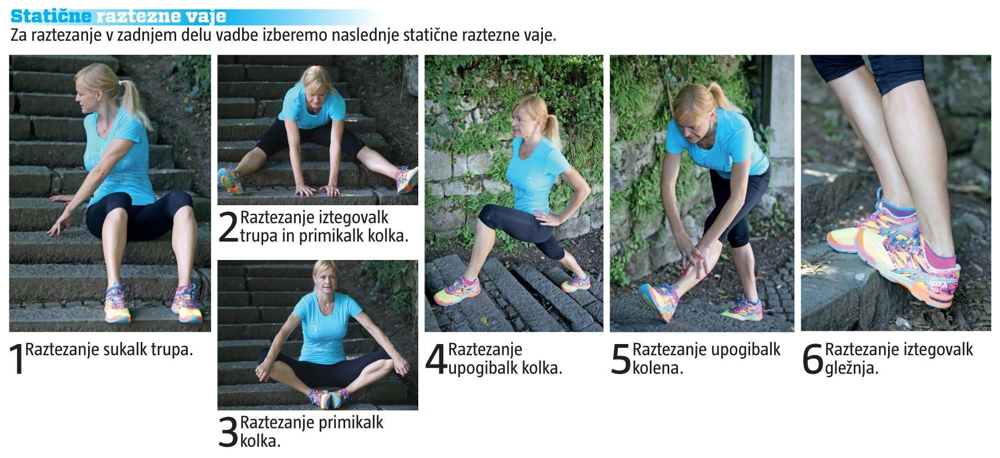 Statične raztezne vaje
Za raztezanje v zadnjem delu vadbe izberemo naslednje statične raztezne vaje.
1 Raztezanje sukalk trupa.
2 Raztezanje iztegovalk
trupa in primikalk kolka.
3 Raztezanje primikalk
kolka.
4 Raztezanje
upogibalk kolka.
5 Raztezanje upogibalk
kolena.
6 Raztezanje iztegovalk
gležnja.